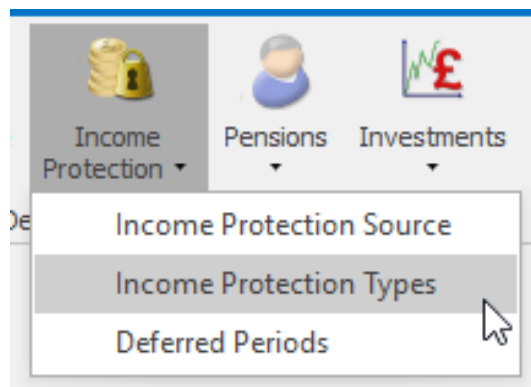 Income
Protection
Pensions
Investments
Income Protection Source
Income Protection Types
Deferred Periods